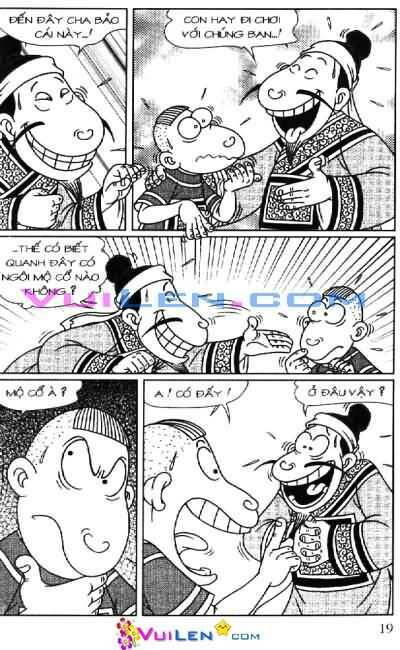 ĐẾN ĐÂY CHA BẢO
CÁI NÀY...!
CON HAY ĐI CHƠI
VỚI CHÚNG BẠN...!
...THẾ CÓ BIẾT
QUANH ĐÂY CÓ
NGÔI MỘ CỔ NÀO
KHÔNG?
VUILEN.COM
MỘ CỔ À?
A! CÓ ĐẤY!
Ở ĐÂU VẬY?
19
VUILEN.COM